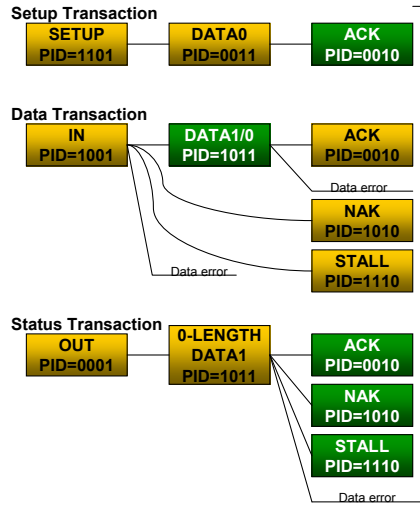 Setup Transaction
SETUP
PID=1101
DATA0
PID=0011
ACK
PID=0010
Data Transaction
IN
PID=1001
DATA1/0
PID=1011
ACK
PID=0010
Data error
NAK
PID=1010
STALL
PID=1110
Data error
Status Transaction
OUT
PID=0001
0-LENGTH
DATA1
PID=1011
ACK
PID=0010
NAK
PID=1010
STALL
PID=1110
Data error